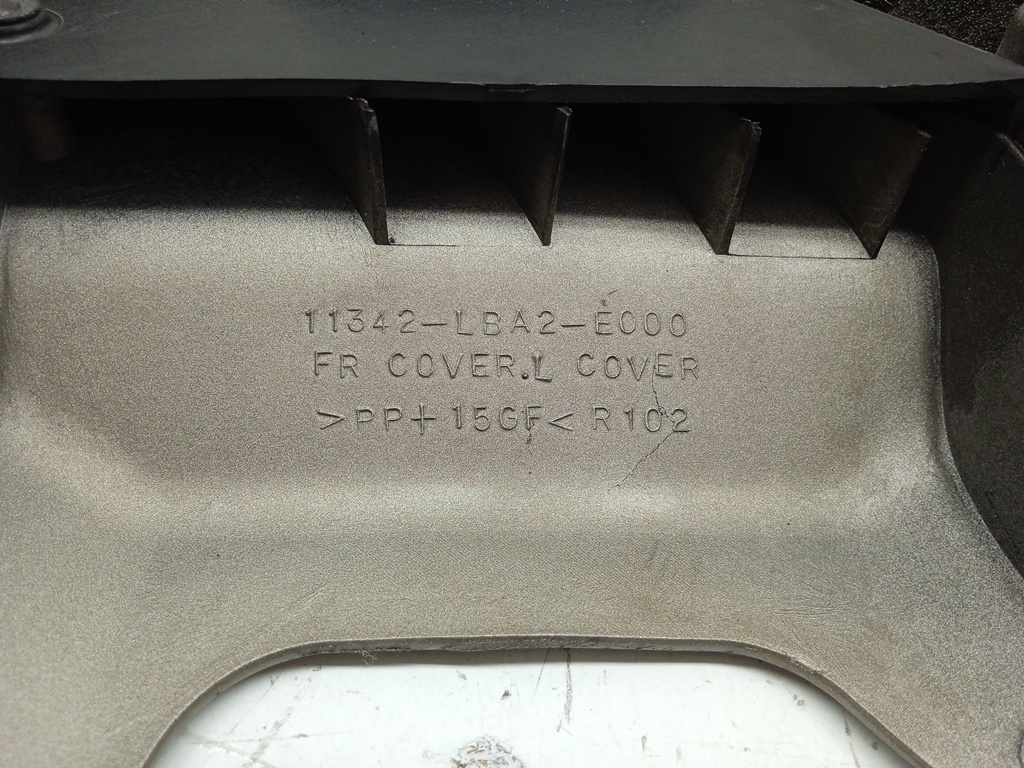 11342-LBA2-E000
FR COVER.L COVER
>PP+15GF< R102